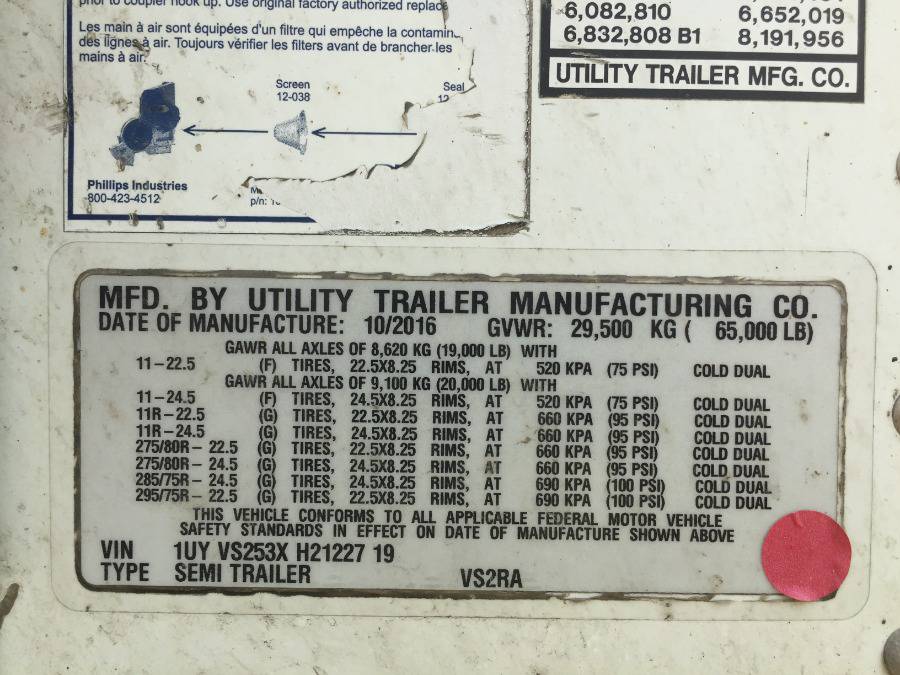 prior to coupler hook up. Use original factory authorized
Les main à air sont équipées d'un filtre qui empêche la
des lignes à air. Toujours vérifier les filters avant de brancher les
mains à air.
Screen
12-038
Seal
12
Phillips Industries
800-423-4512
p/n:
6,082,810 6,652,019
6,832,808 B1 8,191,956
UTILITY TRAILER MFG. CO.
MFD. BY UTILITY TRAILER MANUFACTURING CO.
DATE OF MANUFACTURE: 10/2016 GVWR: 29,500 KG ( 65,000 LB)
GAWR ALL AXLES OF 8,620 KG (19,000 LB) WITH
11-22.5 (F) TIRES, 22.5X8.25 RIMS, AT 520 KPA (75 PSI) COLD DUAL
GAWR ALL AXLES OF 9,100 KG (20,000 LB) WITH
11-24.5 (F) TIRES, 24.5X8.25 RIMS, AT 520 KPA (75 PSI) COLD DUAL
11R-22.5 (G) TIRES, 22.5X8.25 RIMS, AT 660 KPA (95 PSI) COLD DUAL
11R-24.5 (G) TIRES, 24.5X8.25 RIMS, AT 660 KPA (95 PSI) COLD DUAL
275/80R- 22.5 (G) TIRES, 22.5X8.25 RIMS, AT 660 KPA (95 PSI) COLD DUAL
275/80R- 24.5 (G) TIRES, 24.5X8.25 RIMS, AT 660 KPA (95 PSI) COLD DUAL
285/75R- 24.5 (G) TIRES, 24.5X8.25 RIMS, AT 690 KPA (100 PSI) COLD DUAL
295/75R- 22.5 (G) TIRES, 22.5X8.25 RIMS, AT 690 KPA (100 PSI) COLD DUAL
THIS VEHICLE CONFORMS TO ALL APPLICABLE FEDERAL MOTOR VEHICLE
SAFETY STANDARDS IN EFFECT ON DATE OF MANUFACTURE SHOWN ABOVE
VIN 1UY VS253X H21227 19
TYPE SEMI TRAILER VS2RA